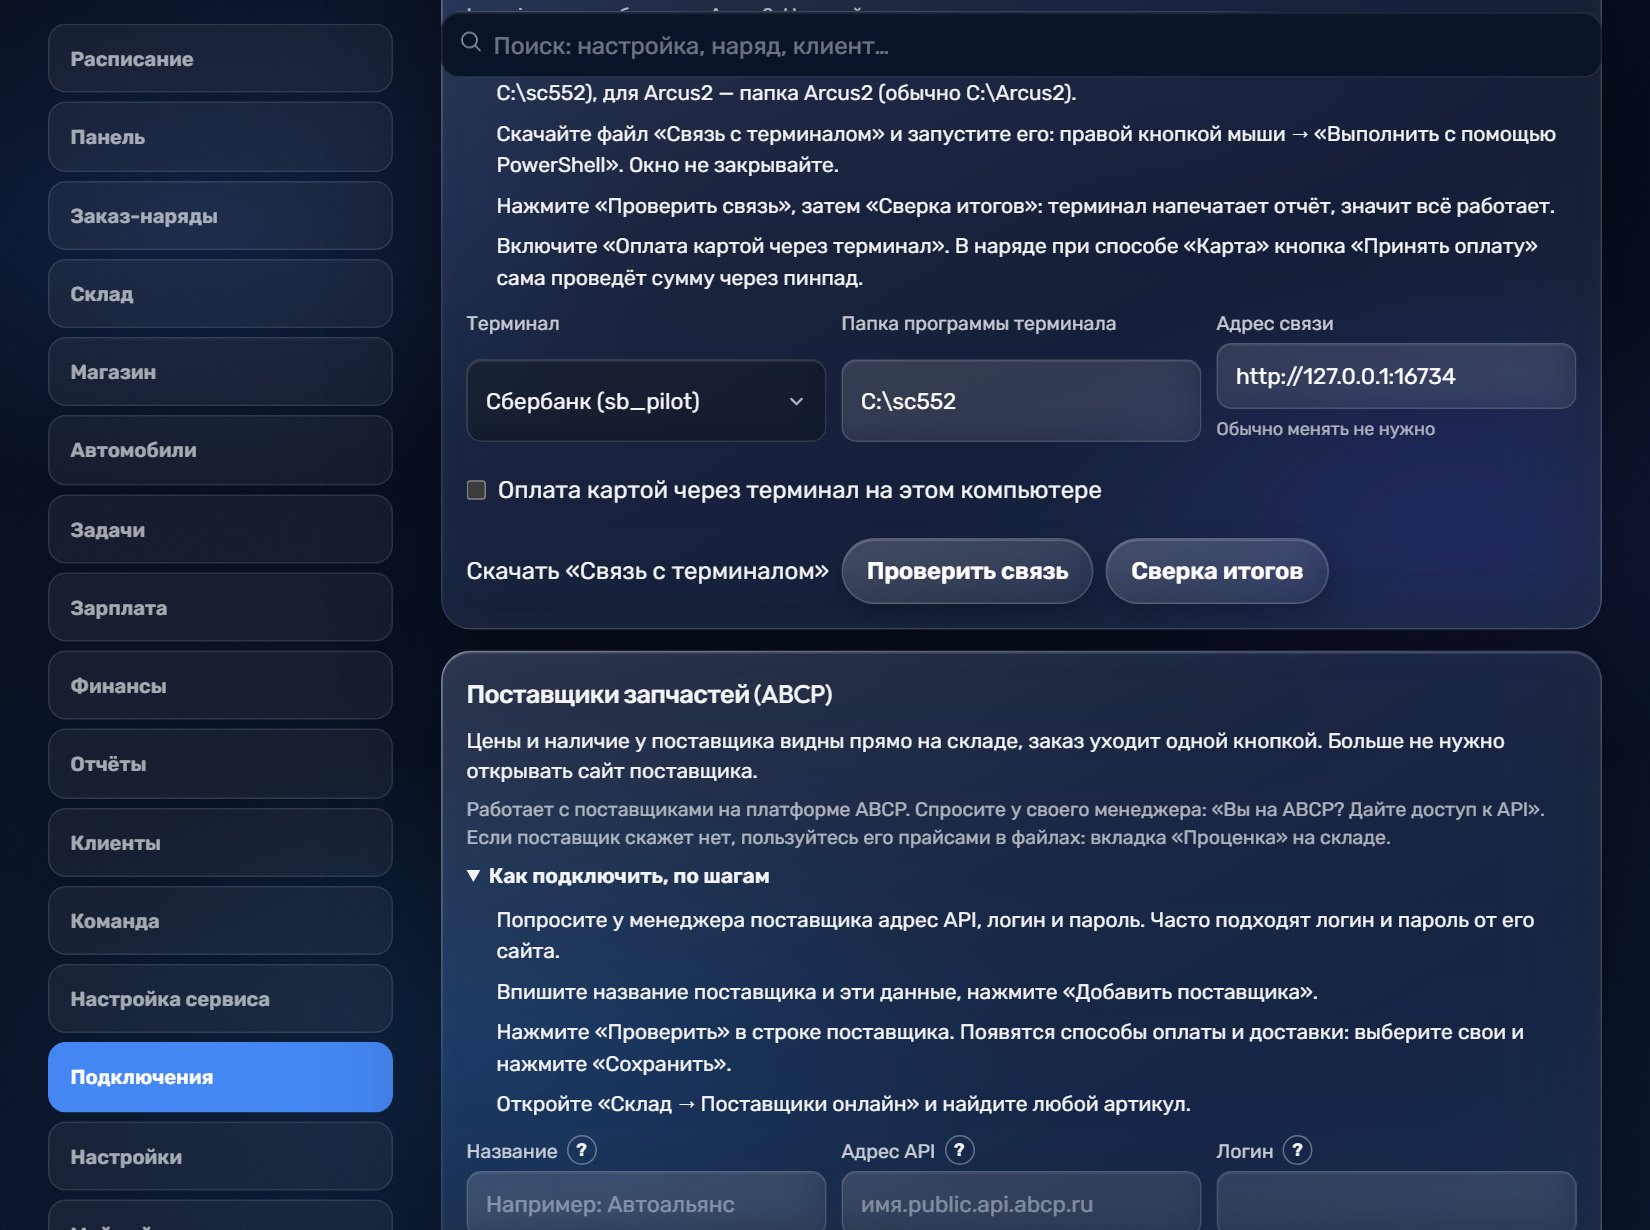 Расписание
Панель
Заказ-наряды
Склад
Магазин
Автомобили
Задачи
Зарплата
Финансы
Отчёты
Клиенты
Команда
Настройка сервиса
Подключения
Настройки
Поиск: настройка, наряд, клиент...
C:\sc552), для Arcus2 — папка Arcus2 (обычно C:\Arcus2).
Скачайте файл «Связь с терминалом» и запустите его: правой кнопкой мыши → «Выполнить с помощью
PowerShell». Окно не закрывайте.
Нажмите «Проверить связь», затем «Сверка итогов»: терминал напечатает отчёт, значит всё работает.
Включите «Оплата картой через терминал». В наряде при способе «Карта» кнопка «Принять оплату»
сама проведёт сумму через пинпад.
Терминал
Папка программы терминала
Адрес связи
Сбербанк (sb_pilot)
C:\sc552
http://127.0.0.1:16734
Обычно менять не нужно
Оплата картой через терминал на этом компьютере
Скачать «Связь с терминалом»
Проверить связь
Сверка итогов
Поставщики запчастей (ABCP)
Цены и наличие у поставщика видны прямо на складе, заказ уходит одной кнопкой. Больше не нужно
открывать сайт поставщика.
Работает с поставщиками на платформе ABCP. Спросите у своего менеджера: «Вы на ABCP? Дайте доступ к API».
Если поставщик скажет нет, пользуйтесь его прайсами в файлах: вкладка «Проценка» на складе.
▼ Как подключить, по шагам
Попросите у менеджера поставщика адрес API, логин и пароль. Часто подходят логин и пароль от его
сайта.
Впишите название поставщика и эти данные, нажмите «Добавить поставщика».
Нажмите «Проверить» в строке поставщика. Появятся способы оплаты и доставки: выберите свои и
нажмите «Сохранить».
Откройте «Склад → Поставщики онлайн» и найдите любой артикул.
Название ?
Адрес API ?
Логин ?
Например: Автоальянс
имя.public.api.abcp.ru